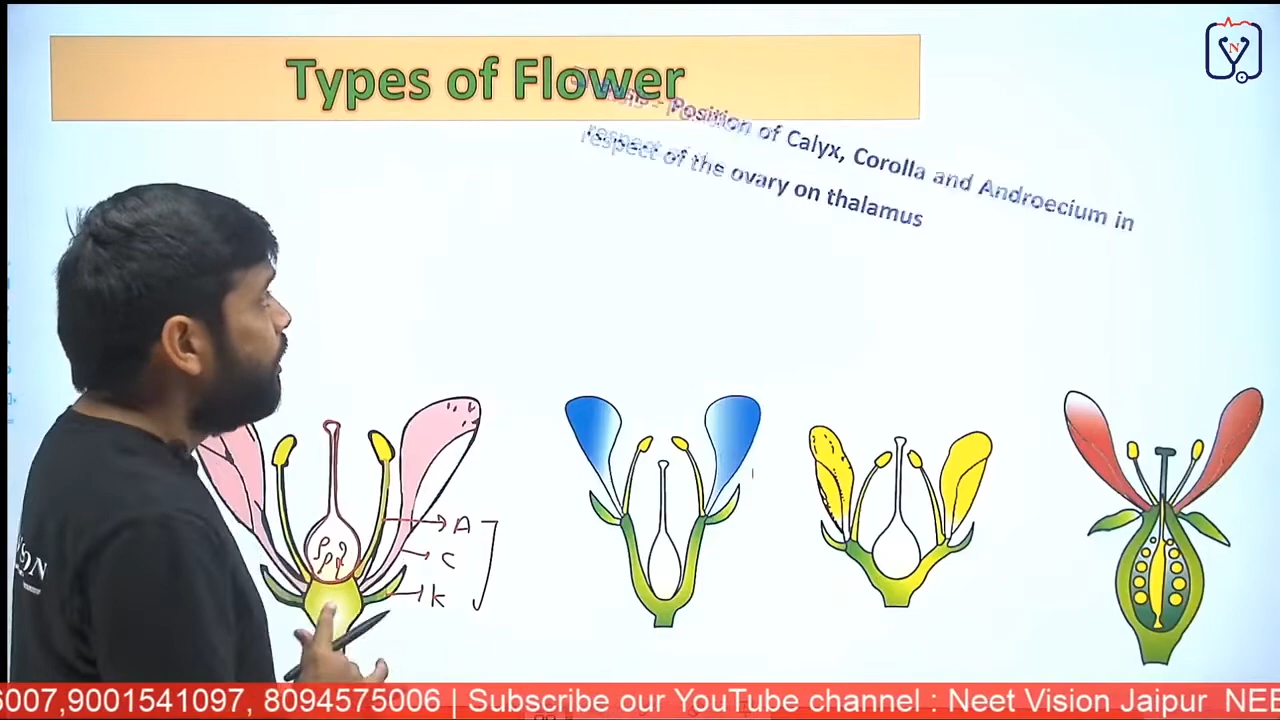 N
Types of Flower
Position of Calyx, Corolla and Androecium in
respect of the ovary on thalamus
A
C
K
6007,9001541097, 8094575006 | Subscribe our YouTube channel : Neet Vision Jaipur NEE